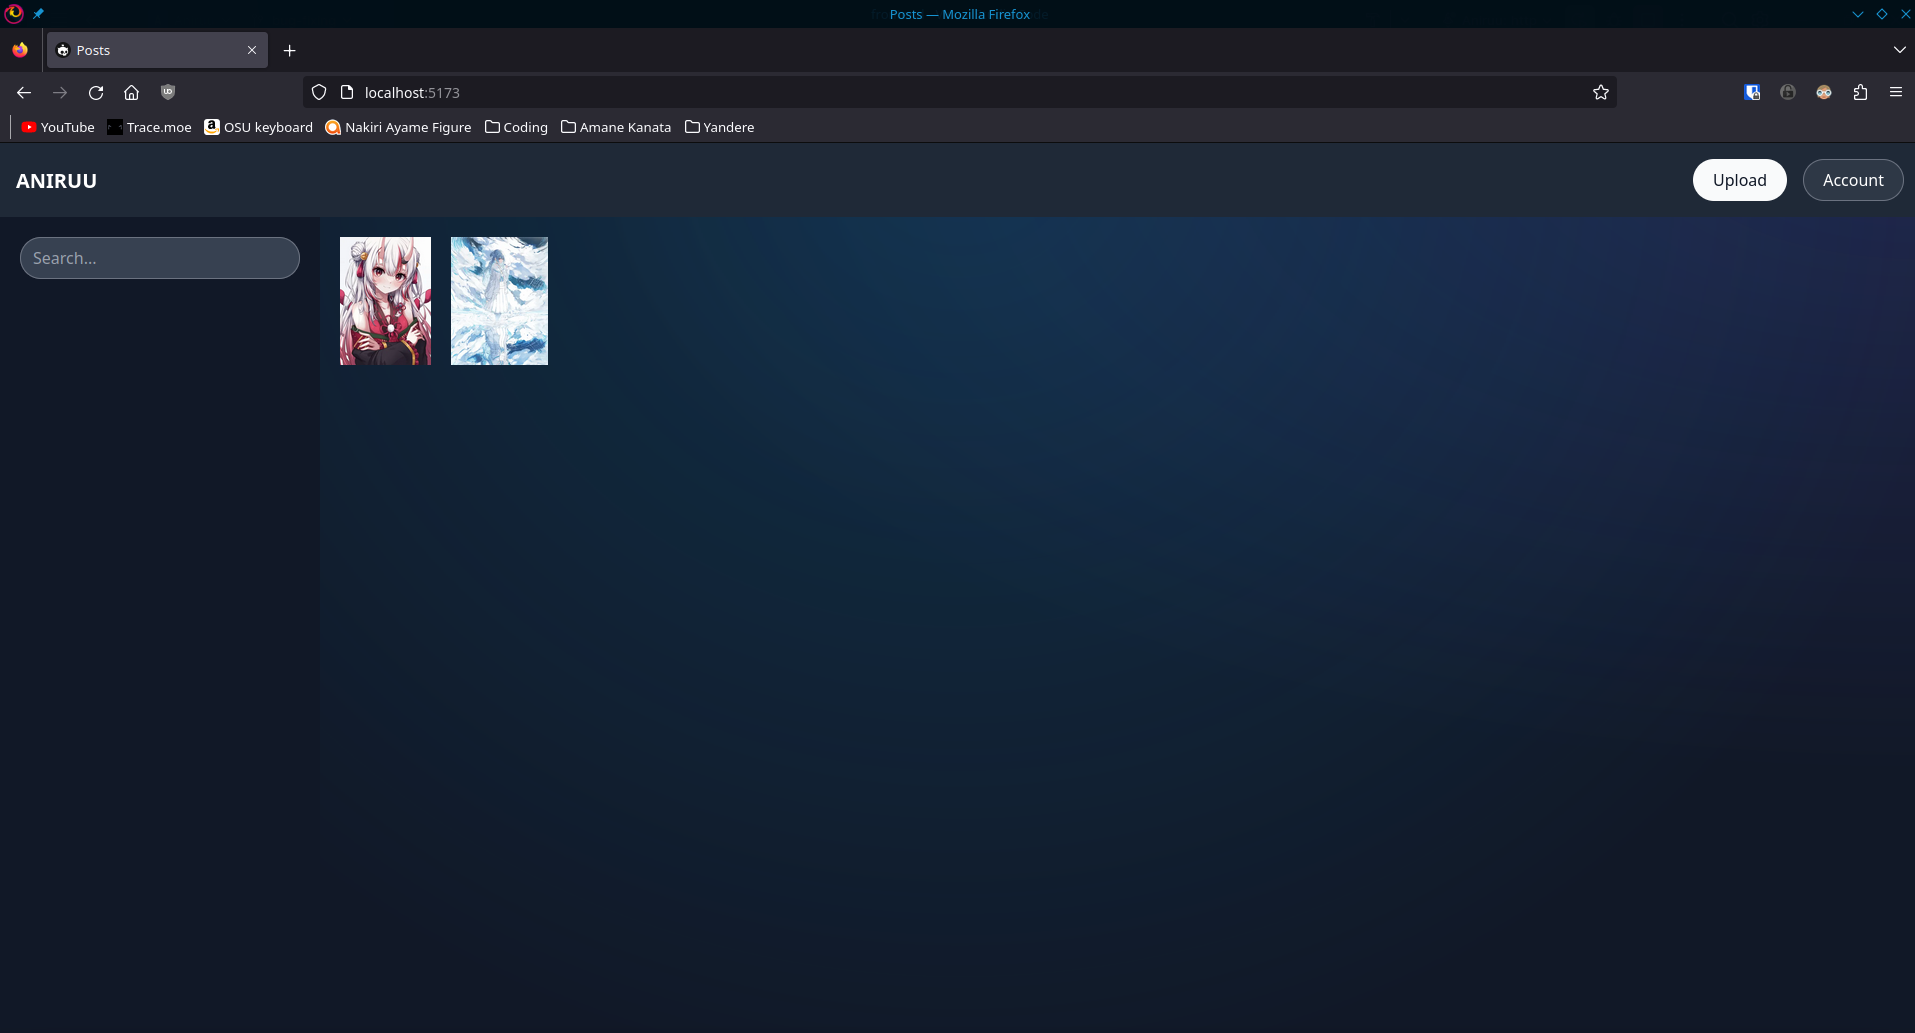 Posts — Mozilla Firefox
Posts
localhost:5173
YouTube Trace.moe OSU keyboard Nakiri Ayame Figure Coding Amane Kanata Yandere
ANIRUU Upload Account
Search...